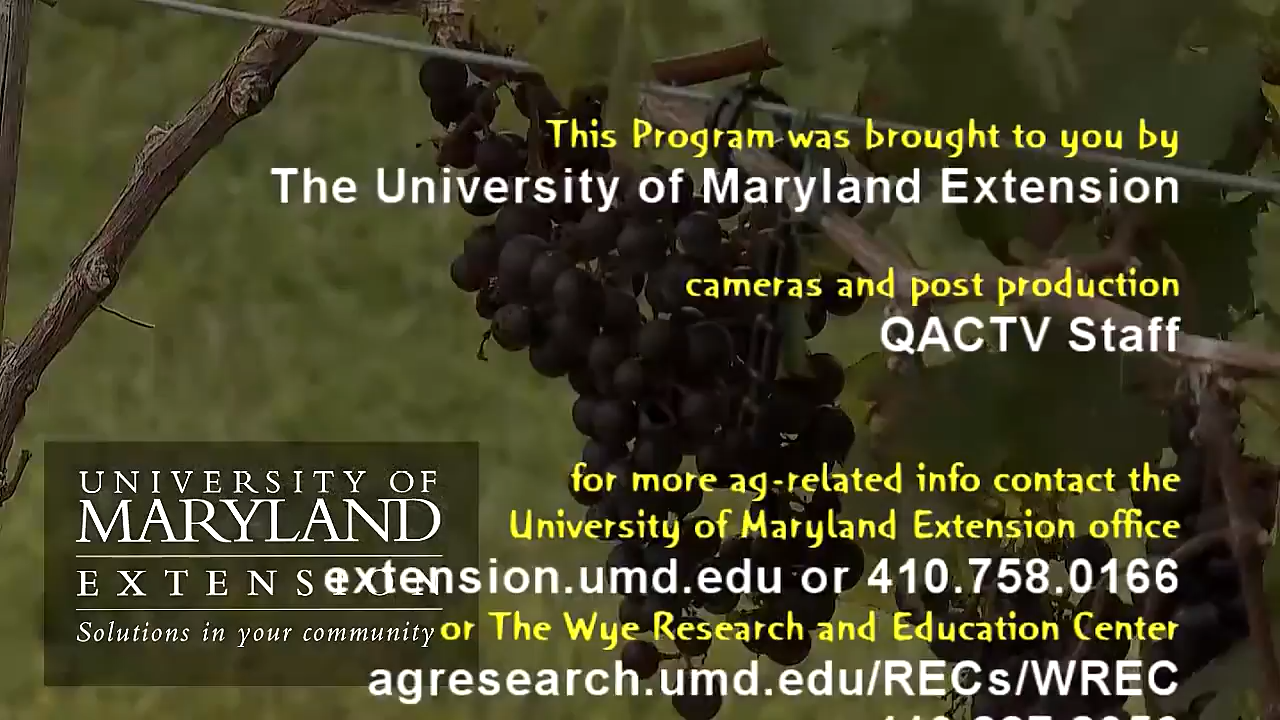 This Program was brought to you by
The University of Maryland Extension
cameras and post production
QACTV Staff
for more ag-related info contact the
University of Maryland Extension office
extension.umd.edu or 410.758.0166
or The Wye Research and Education Center
agresearch.umd.edu/RECs/WREC
UNIVERSITY OF
MARYLAND
EXTENSION
Solutions in your community